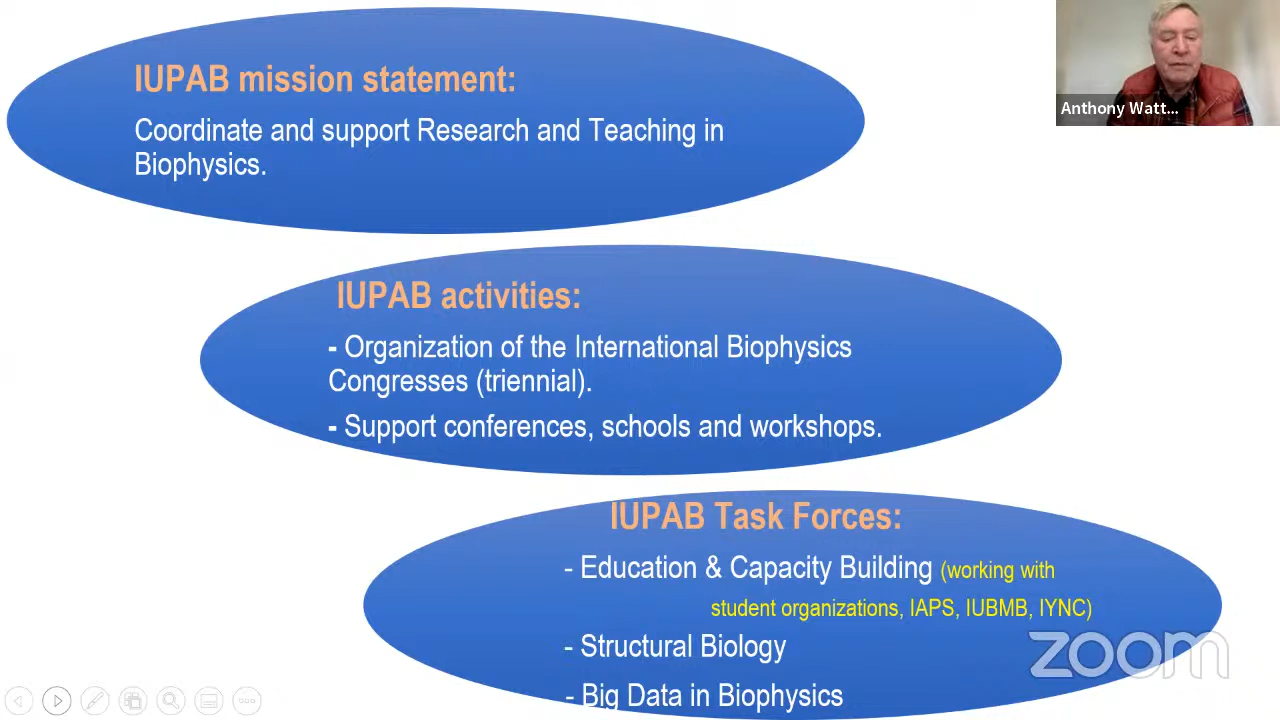 IUPAB mission statement:
Coordinate and support Research and Teaching in
Biophysics.
Anthony Watt...
IUPAB activities:
- Organization of the International Biophysics
Congresses (triennial).
- Support conferences, schools and workshops.
IUPAB Task Forces:
- Education & Capacity Building (working with
student organizations, IAPS, IUBMB, IYNC)
- Structural Biology
- Big Data in Biophysics
zoom